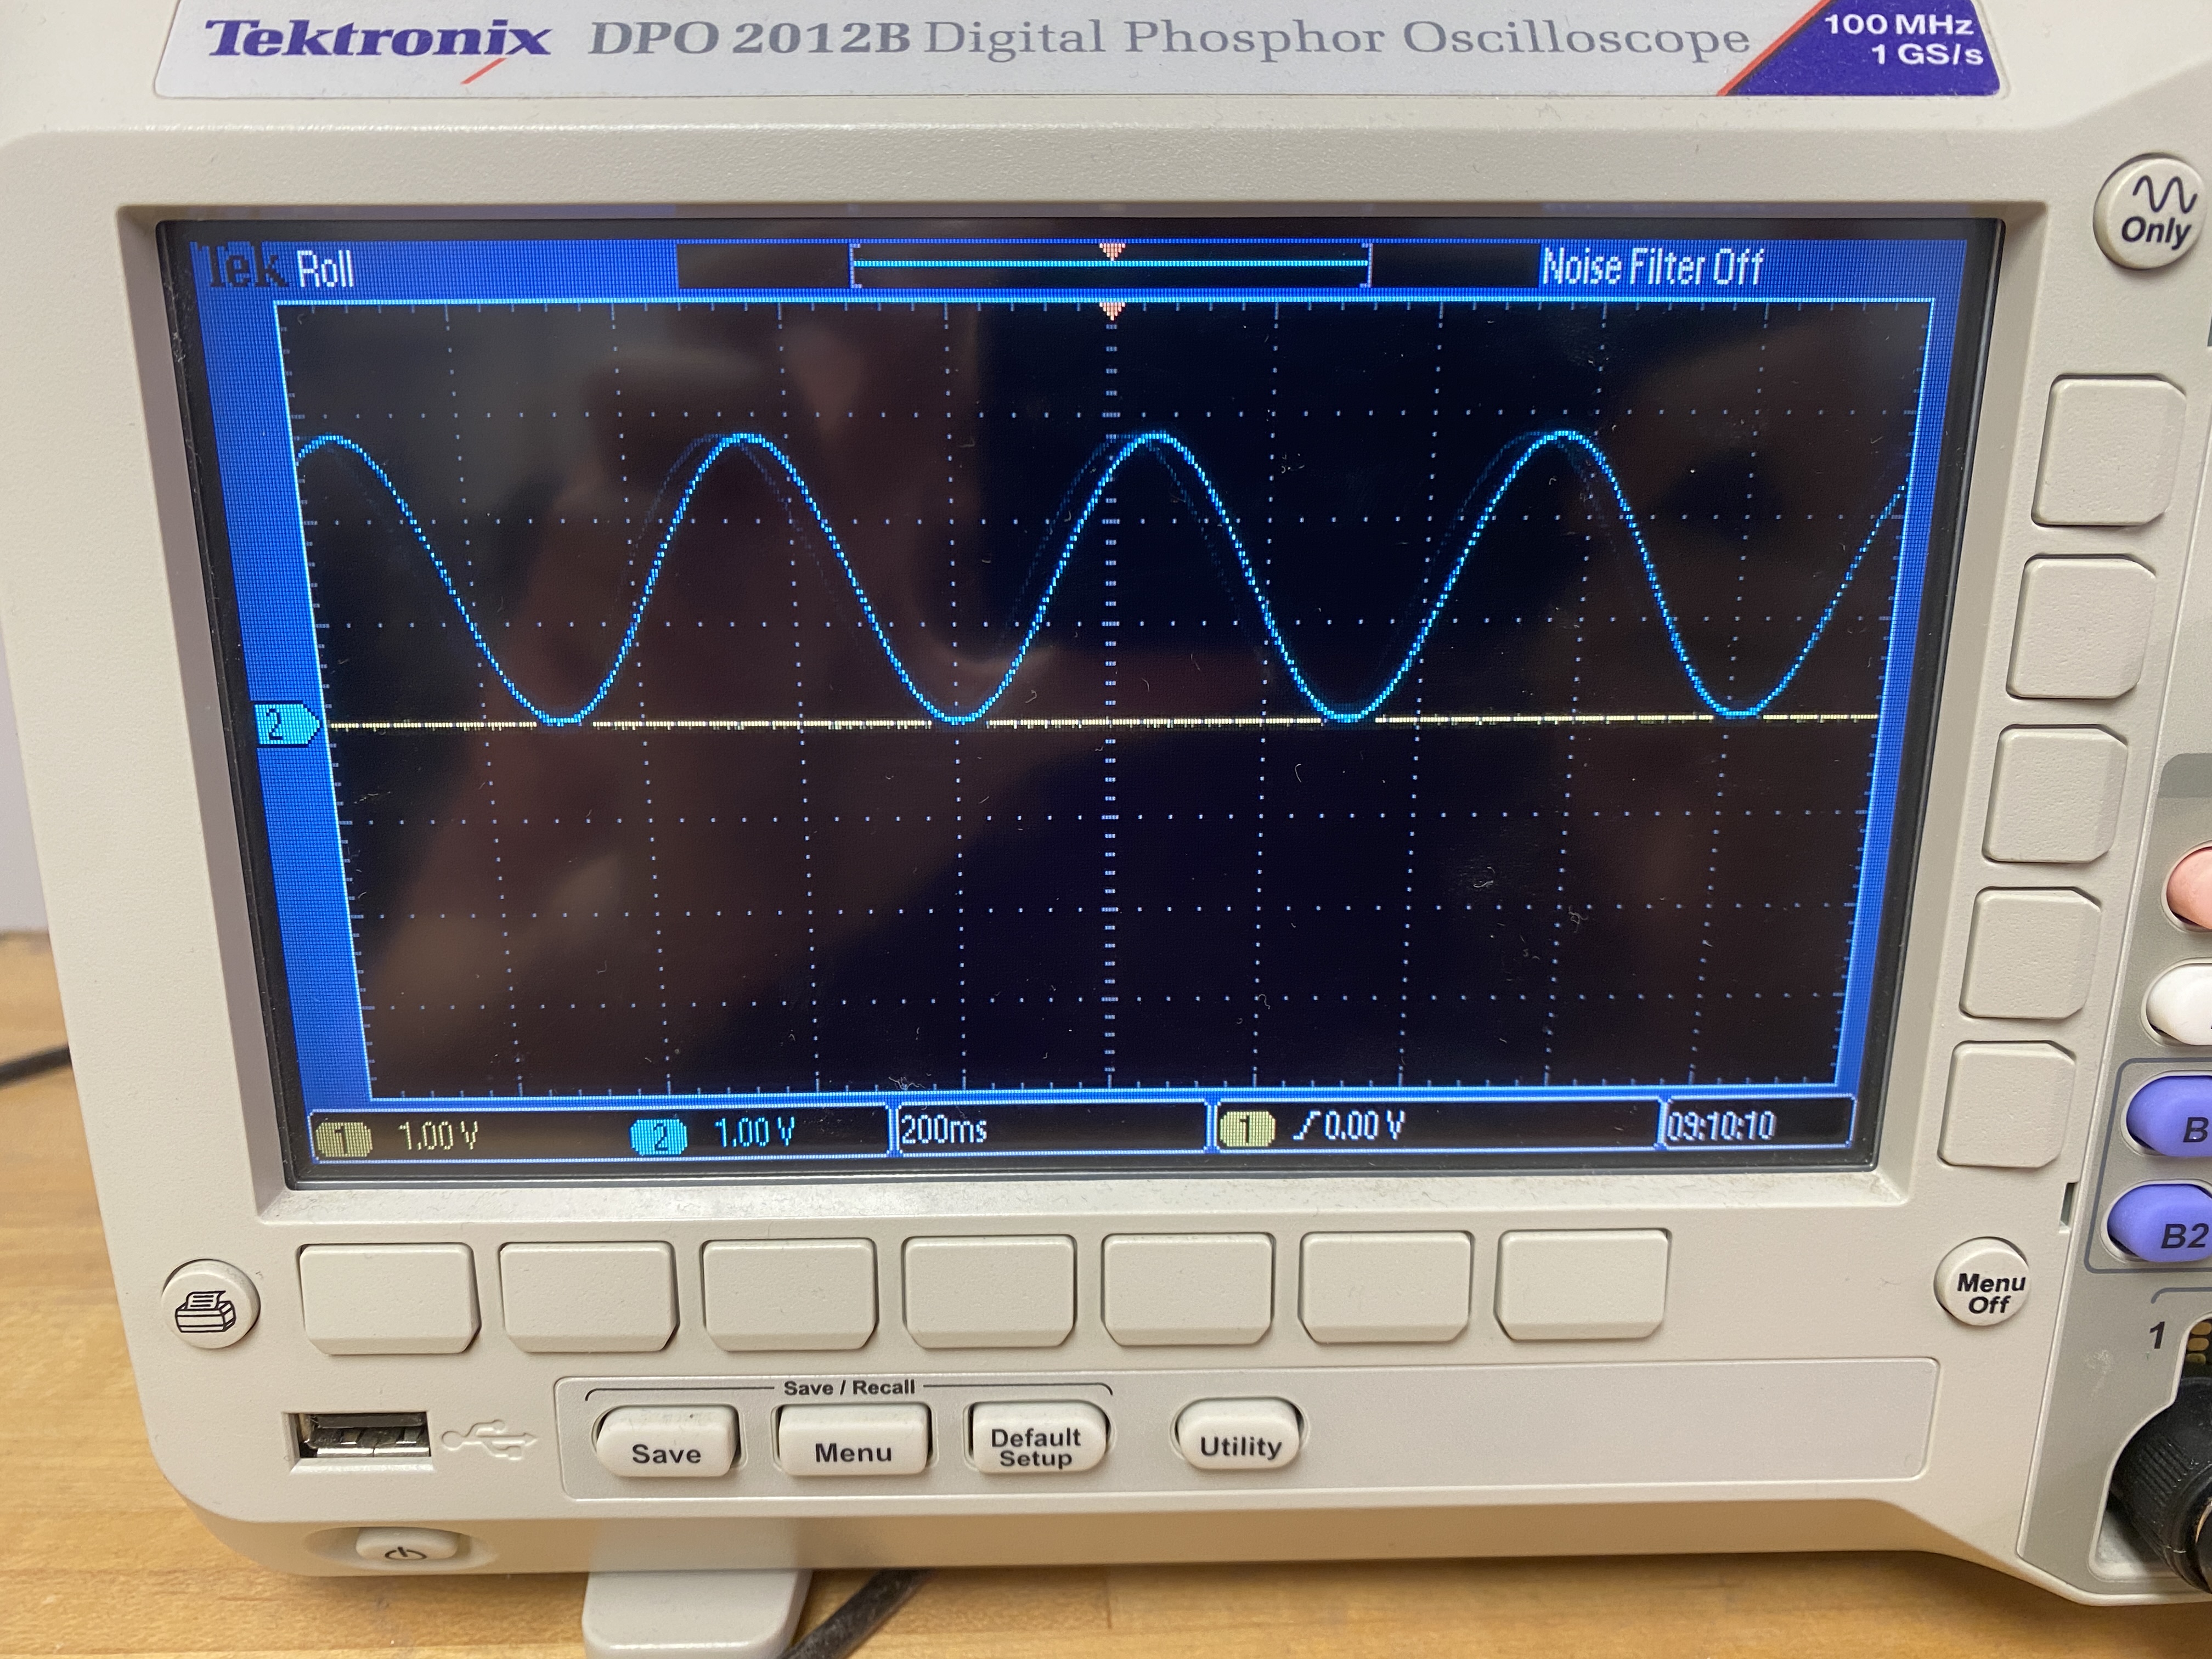 Tektronix DPO 2012B Digital Phosphor Oscilloscope
100 MHz
1 GS/s
Only
Tek Roll Noise Filter Off
2
1 1.00 V 2 1.00 V 200ms 1 0.00 V 09:10:10
B
B2
Menu
Off
1
Save / Recall
Save Menu Default Setup Utility